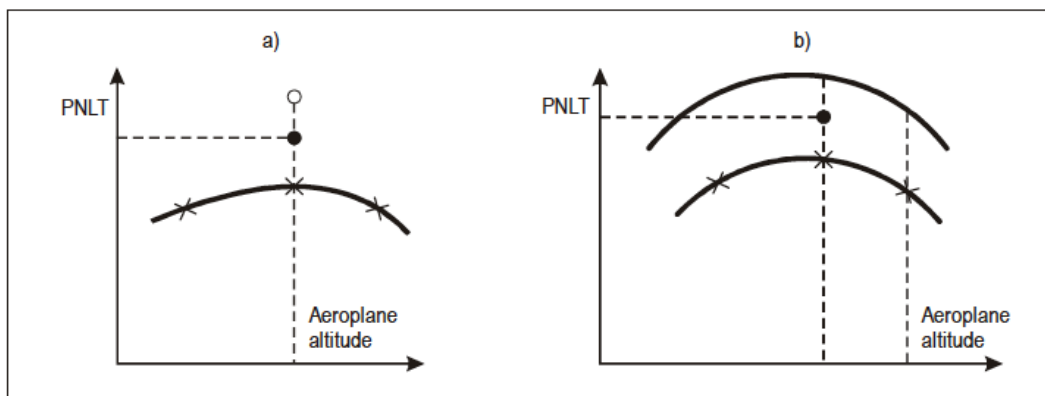 a)
PNLT
Aeroplane
altitude
b)
PNLT
Aeroplane
altitude